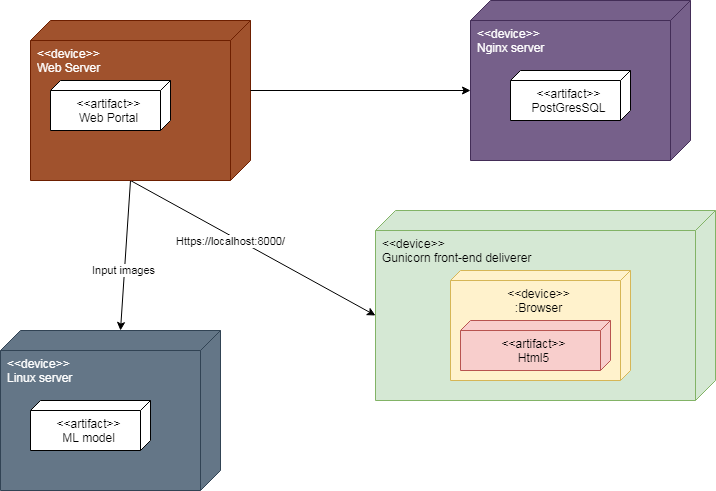 <<device>>
Web Server
<<artifact>>
Web Portal
<<device>>
Nginx server
<<artifact>>
PostGresSQL
Https://localhost:8000/
Input images
<<device>>
Gunicorn front-end deliverer
<<device>>
:Browser
<<artifact>>
Html5
<<device>>
Linux server
<<artifact>>
ML model